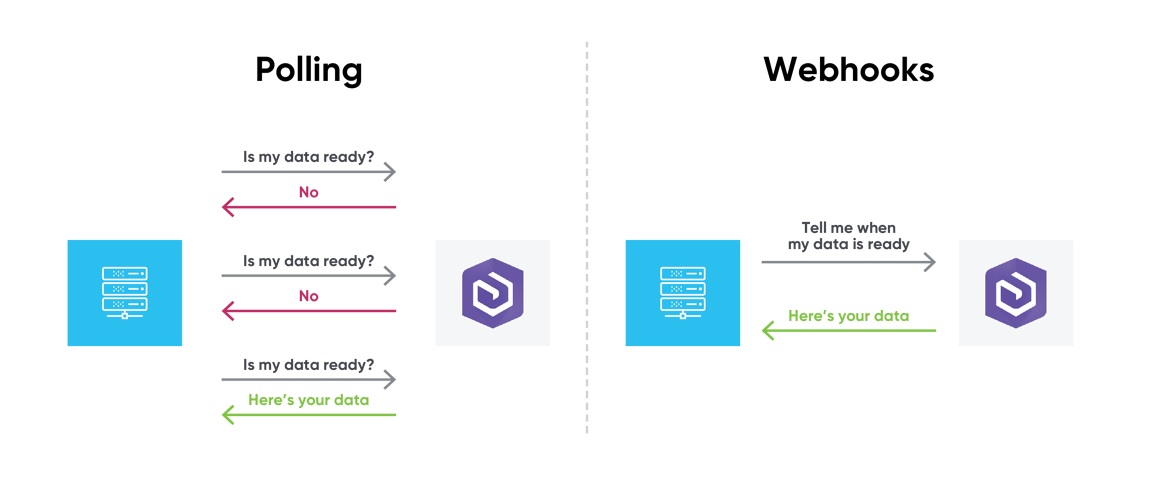 Polling
Is my data ready?
No
Is my data ready?
No
Is my data ready?
Here’s your data
Webhooks
Tell me when
my data is ready
Here’s your data